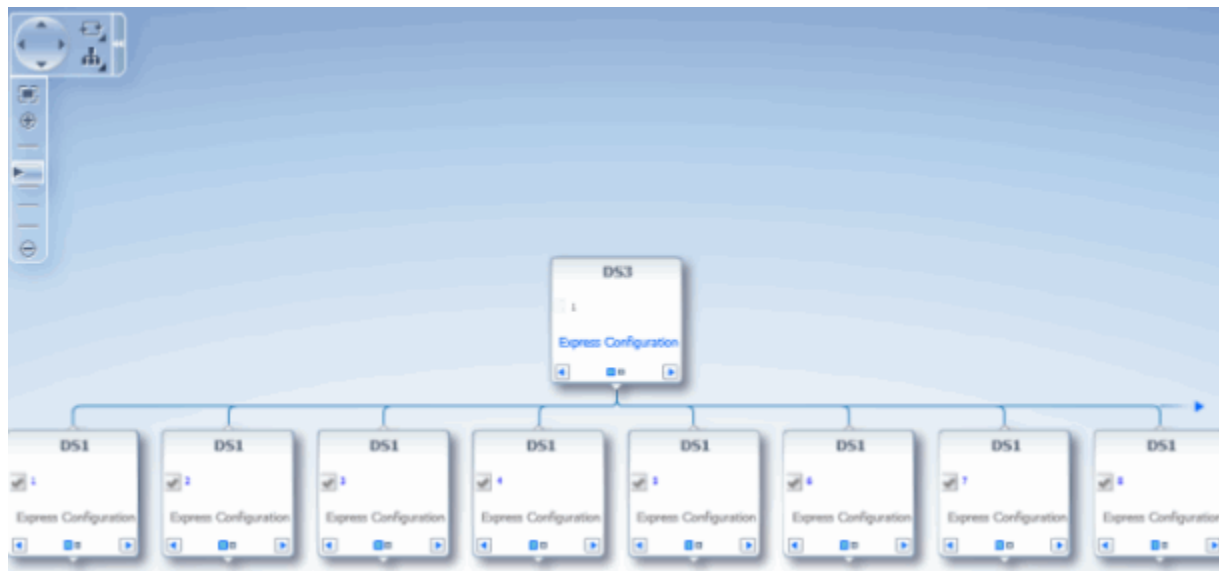 DS3
1
Express Configuration
DS1 DS1 DS1 DS1 DS1 DS1 DS1 DS1
1 2 3 4 5 6 7 8
Express Configuration Express Configuration Express Configuration Express Configuration Express Configuration Express Configuration Express Configuration Express Configuration